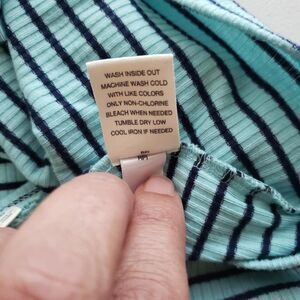 WASH INSIDE OUT
MACHINE WASH COLD
WITH LIKE COLORS
ONLY NON-CHLORINE
BLEACH WHEN NEEDED
TUMBLE DRY LOW
COOL IRON IF NEEDED